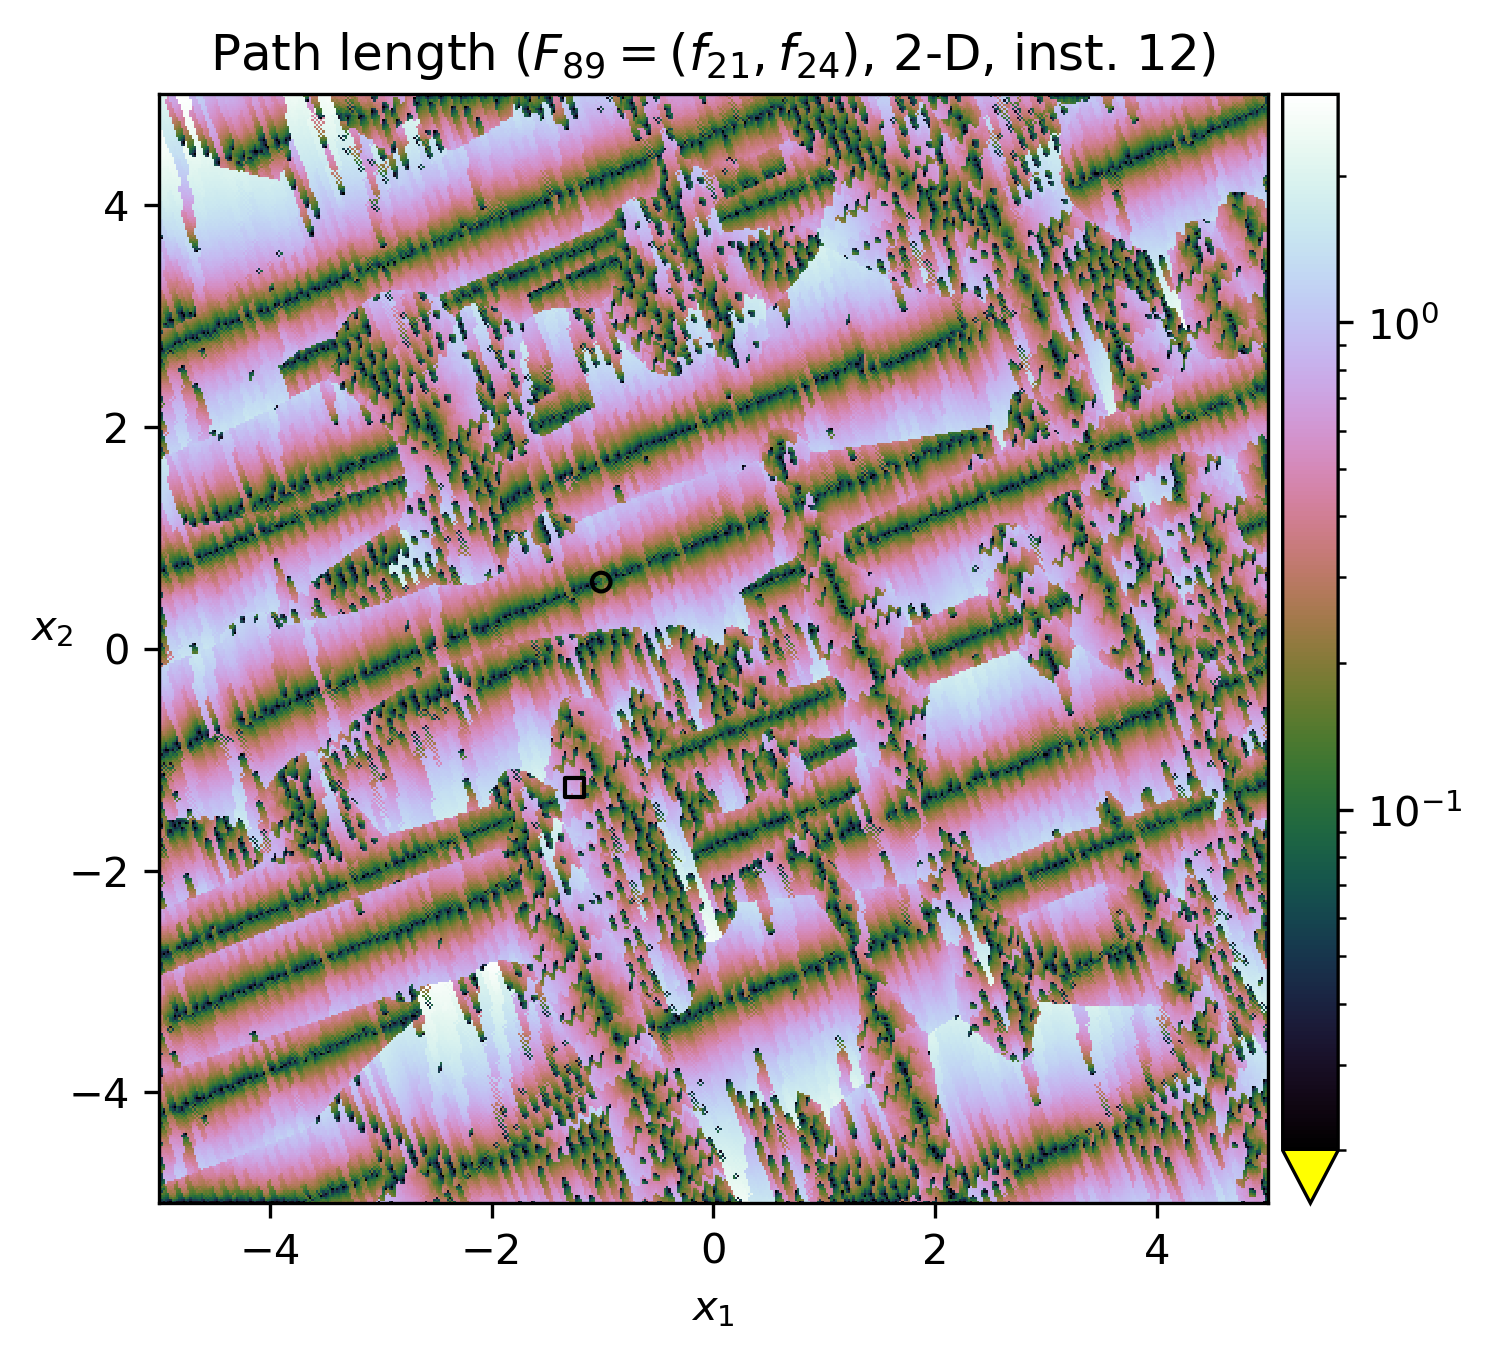 Path length (F₈₉ = (f₂₁, f₂₄), 2-D, inst. 12)
4
2
0
−2
−4
x₂
−4 −2 0 2 4
x₁
10⁰
10⁻¹